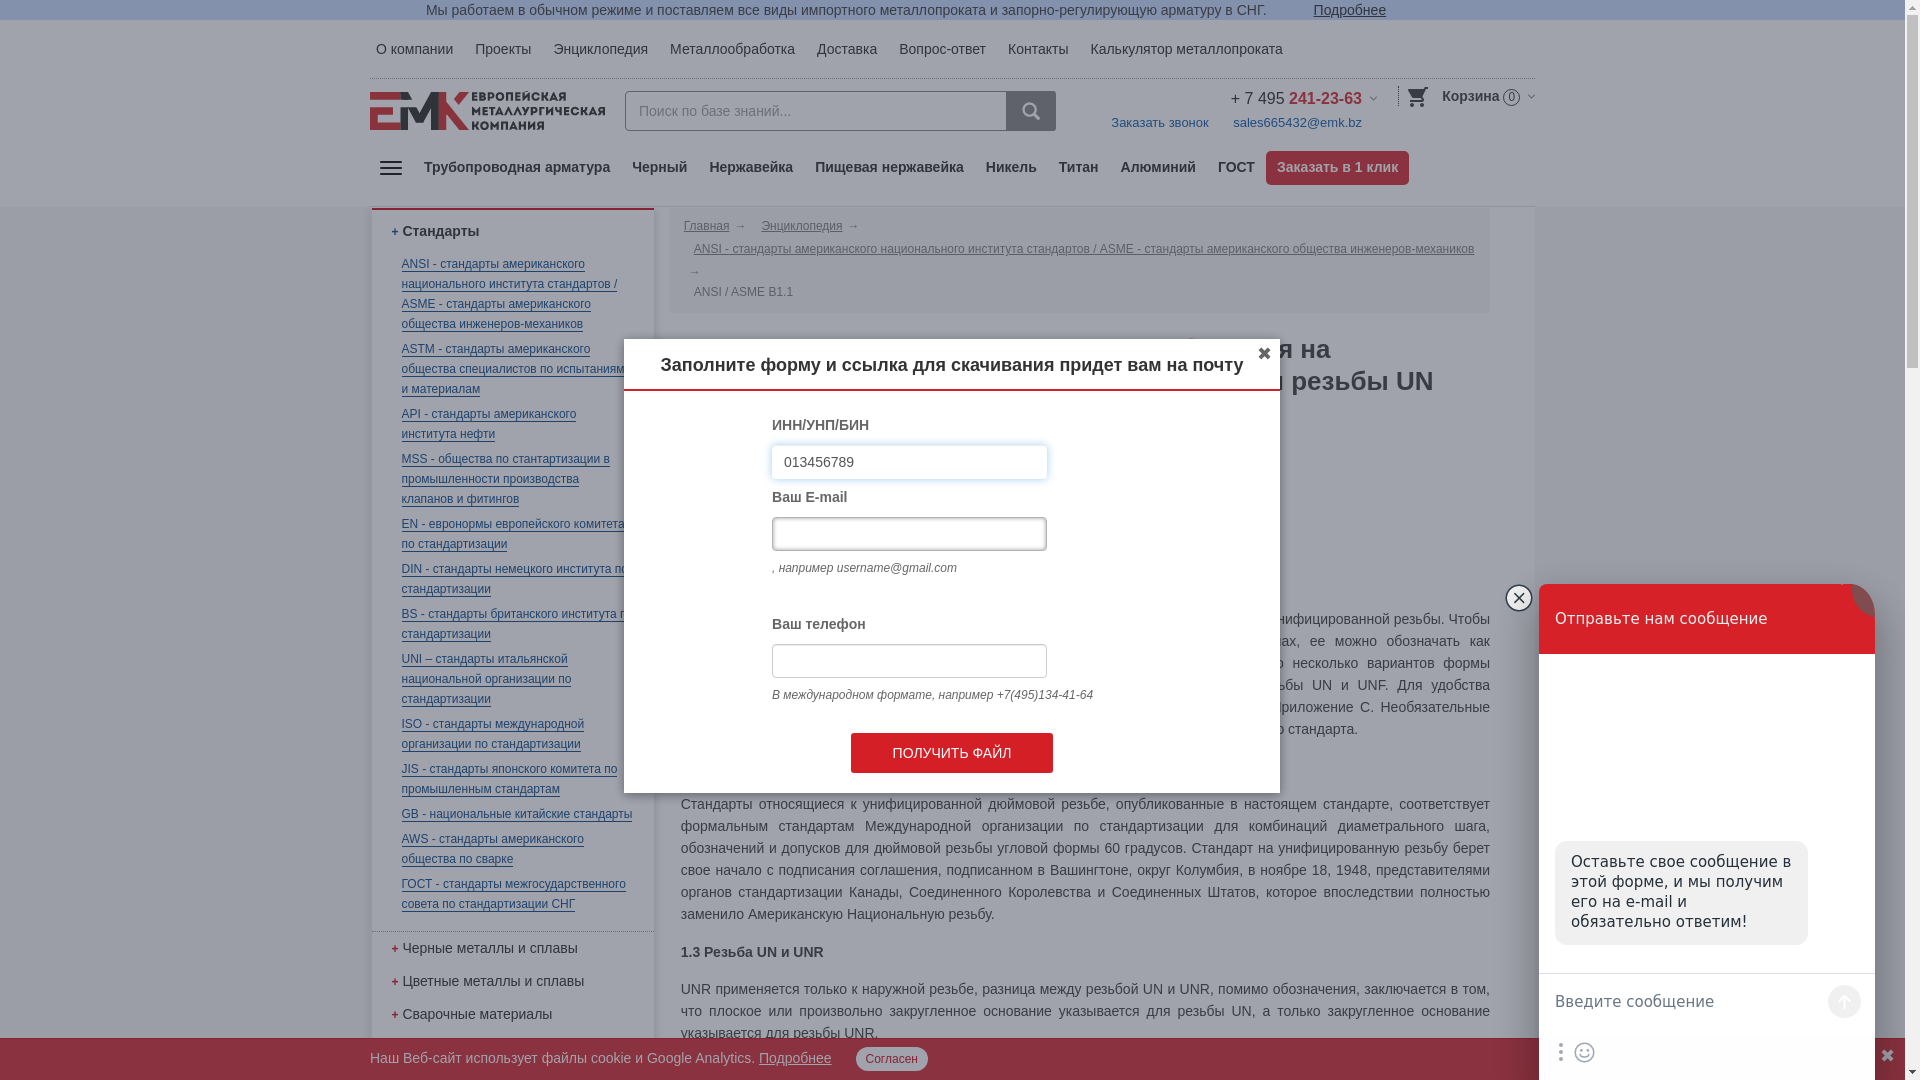 Мы работаем в обычном режиме и поставляем все виды импортного металлопроката и запорно-регулирующую арматуру в СНГ. Подробнее
О компании Проекты Энциклопедия Металлообработка Доставка Вопрос-ответ Контакты Калькулятор металлопроката
ЕМК ЕВРОПЕЙСКАЯ
МЕТАЛЛУРГИЧЕСКАЯ
КОМПАНИЯ
Поиск по базе знаний...
+ 7 495 241-23-63
Корзина 0
Заказать звонок sales665432@emk.bz
Трубопроводная арматура Черный Нержавейка Пищевая нержавейка Никель Титан Алюминий ГОСТ Заказать в 1 клик
+ Стандарты
ANSI - стандарты американского
национального института стандартов /
ASME - стандарты американского
общества инженеров-механиков
ASTM - стандарты американского
общества специалистов по испытаниям
и материалам
API - стандарты американского
института нефти
MSS - общества по стантартизации в
промышленности производства
клапанов и фитингов
EN - евронормы европейского комитета
по стандартизации
DIN - стандарты немецкого института по
стандартизации
BS - стандарты британского института п
стандартизации
UNI – стандарты итальянской
национальной организации по
стандартизации
ISO - стандарты международной
организации по стандартизации
JIS - стандарты японского комитета по
промышленным стандартам
GB - национальные китайские стандарты
AWS - стандарты американского
общества по сварке
ГОСТ - стандарты межгосударственного
совета по стандартизации СНГ
+ Черные металлы и сплавы
+ Цветные металлы и сплавы
+ Сварочные материалы
Главная → Энциклопедия →
ANSI - стандарты американского национального института стандартов / ASME - стандарты американского общества инженеров-механиков
→
ANSI / ASME B1.1
я на
резьбы UN
Заполните форму и ссылка для скачивания придет вам на почту
✖
ИНН/УНП/БИН
013456789
Ваш E-mail
, например username@gmail.com
Ваш телефон
В международном формате, например +7(495)134-41-64
ПОЛУЧИТЬ ФАЙЛ
нифицированной резьбы. Чтобы
ах, ее можно обозначать как
о несколько вариантов формы
ьбы UN и UNF. Для удобства
риложение C. Необязательные
о стандарта.
Стандарты относящиеся к унифицированной дюймовой резьбе, опубликованные в настоящем стандарте, соответствует
формальным стандартам Международной организации по стандартизации для комбинаций диаметрального шага,
обозначений и допусков для дюймовой резьбы угловой формы 60 градусов. Стандарт на унифицированную резьбу берет
свое начало с подписания соглашения, подписанном в Вашингтоне, округ Колумбия, в ноябре 18, 1948, представителями
органов стандартизации Канады, Соединенного Королевства и Соединенных Штатов, которое впоследствии полностью
заменило Американскую Национальную резьбу.
1.3 Резьба UN и UNR
UNR применяется только к наружной резьбе, разница между резьбой UN и UNR, помимо обозначения, заключается в том,
что плоское или произвольно закругленное основание указывается для резьбы UN, а только закругленное основание
указывается для резьбы UNR.
Отправьте нам сообщение
Оставьте свое сообщение в
этой форме, и мы получим
его на e-mail и
обязательно ответим!
Введите сообщение
Наш Веб-сайт использует файлы cookie и Google Analytics. Подробнее Согласен ✖